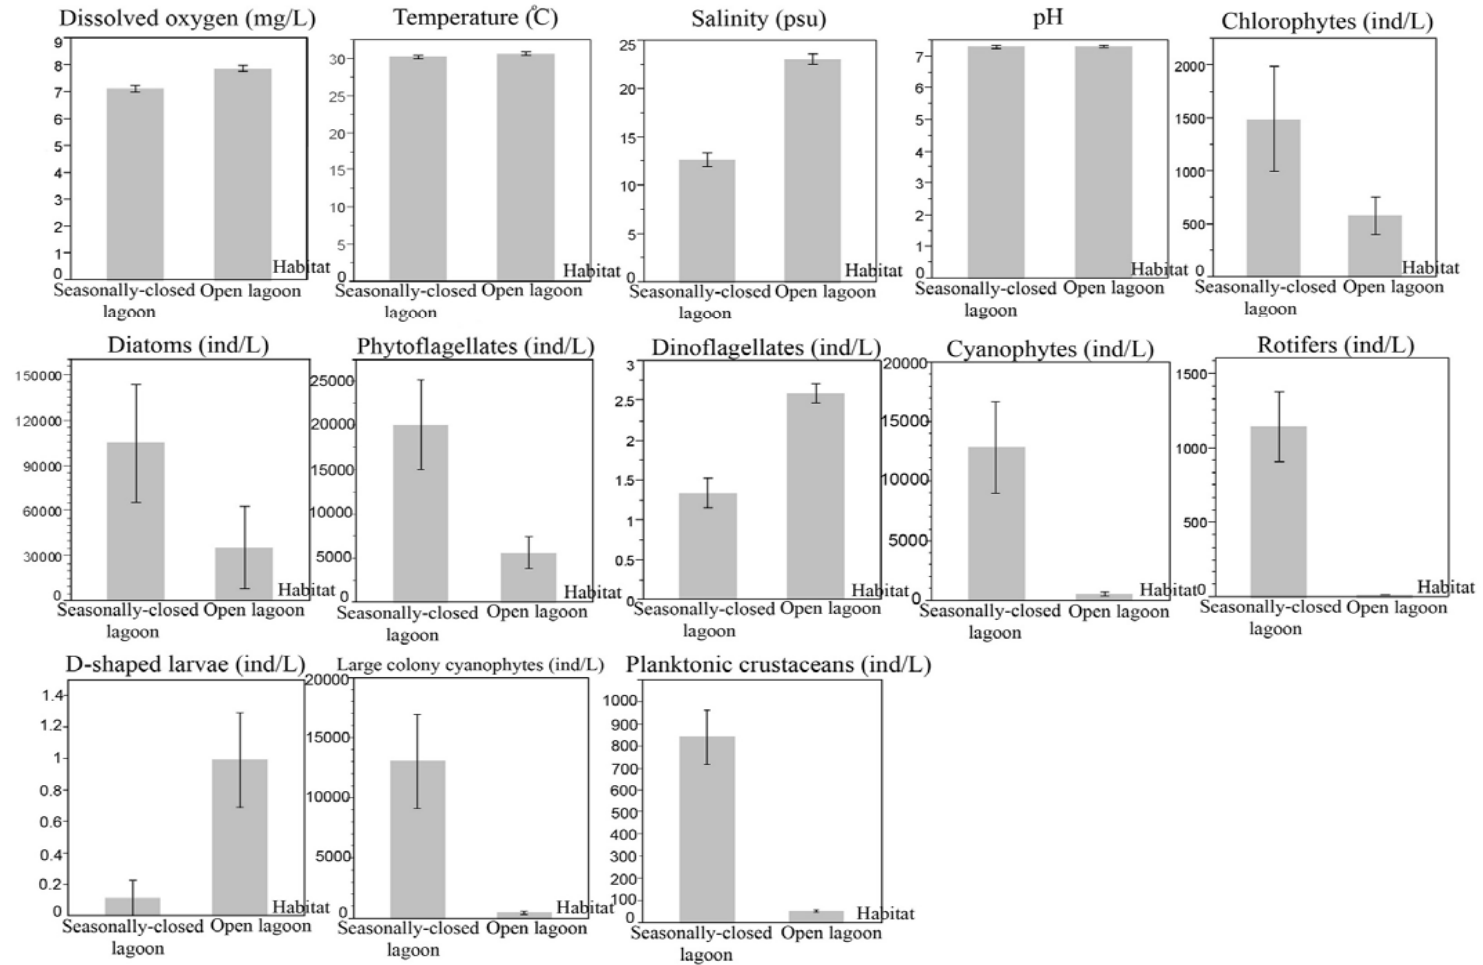 Dissolved oxygen (mg/L)
9
8
7
6
5
4
3
2
1
0
Habitat
Seasonally-closed Open lagoon
lagoon
Temperature (℃)
30
25
20
15
10
5
0
Habitat
Seasonally-closed Open lagoon
lagoon
Salinity (psu)
25
20
15
10
5
0
Habitat
Seasonally-closed Open lagoon
lagoon
pH
7
6
5
4
3
2
1
0
Habitat
Seasonally-closed Open lagoon
lagoon
Chlorophytes (ind/L)
2000
1500
1000
500
0
Habitat
Seasonally-closed Open lagoon
lagoon
Diatoms (ind/L)
150000
120000
90000
60000
30000
0
Habitat
Seasonally-closed Open lagoon
lagoon
Phytoflagellates (ind/L)
25000
20000
15000
10000
5000
0
Habitat
Seasonally-closed Open lagoon
lagoon
Dinoflagellates (ind/L)
3
2.5
2
1.5
1
0.5
0
Habitat
Seasonally-closed Open lagoon
lagoon
Cyanophytes (ind/L)
20000
15000
10000
5000
0
Habitat
Seasonally-closed Open lagoon
lagoon
Rotifers (ind/L)
1500
1000
500
0
Habitat
Seasonally-closed Open lagoon
lagoon
D-shaped larvae (ind/L)
1.4
1.2
1
0.8
0.6
0.4
0.2
0
Habitat
Seasonally-closed Open lagoon
lagoon
Large colony cyanophytes (ind/L)
20000
15000
10000
5000
0
Habitat
Seasonally-closed Open lagoon
lagoon
Planktonic crustaceans (ind/L)
1000
900
800
700
600
500
400
300
200
100
0
Habitat
Seasonally-closed Open lagoon
lagoon